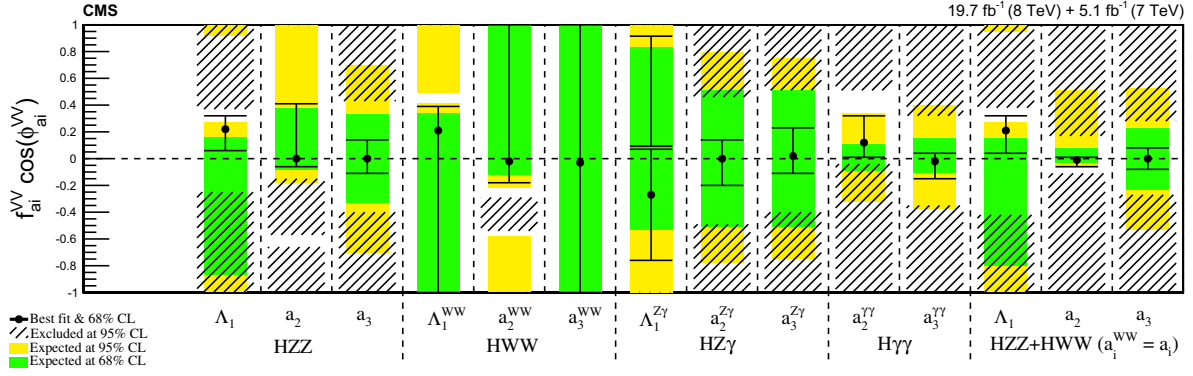 CMS 19.7 fb⁻¹ (8 TeV) + 5.1 fb⁻¹ (7 TeV)
f_ai^VV cos(ϕ_ai^VV)
1
0.8
0.6
0.4
0.2
0
-0.2
-0.4
-0.6
-0.8
-1
Λ₁ a₂ a₃ Λ₁^WW a₂^WW a₃^WW Λ₁^Zγ a₂^Zγ a₃^Zγ a₂^γγ a₃^γγ Λ₁ a₂ a₃
HZZ HWW HZγ Hγγ HZZ+HWW (a_i^WW = a_i)
Best fit & 68% CL
Excluded at 95% CL
Expected at 95% CL
Expected at 68% CL